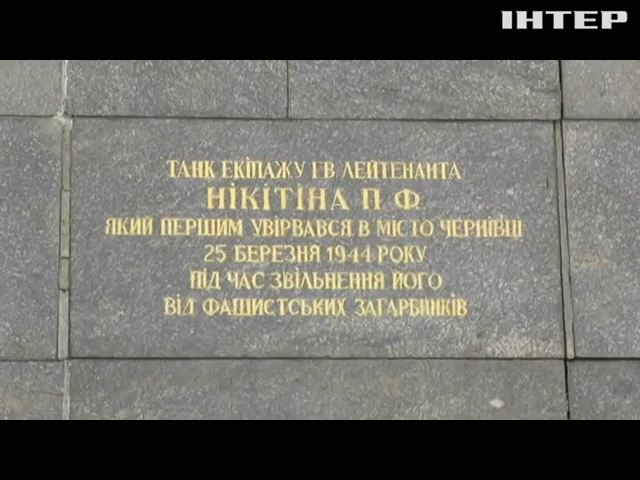 ІНТЕР
ТАНК ЕКІПАЖУ ГВ ЛЕЙТЕНАНТА
НІКІТІНА П Ф
ЯКИЙ ПЕРШИМ УВІРВАВСЯ В МІСТО ЧЕРНІВЦІ
25 БЕРЕЗНЯ 1944 РОКУ
ПІД ЧАС ЗВІЛЬНЕННЯ ЙОГО
ВІД ФАШИСТСЬКИХ ЗАГАРБНИКІВ